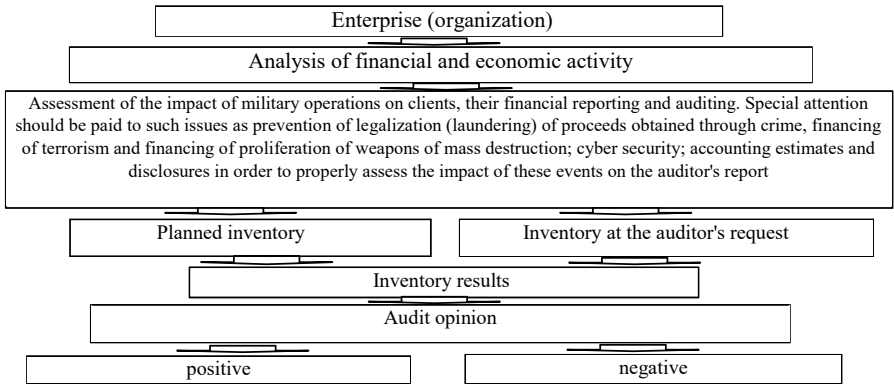 Enterprise (organization)
Analysis of financial and economic activity
Assessment of the impact of military operations on clients, their financial reporting and auditing. Special attention
should be paid to such issues as prevention of legalization (laundering) of proceeds obtained through crime, financing
of terrorism and financing of proliferation of weapons of mass destruction; cyber security; accounting estimates and
disclosures in order to properly assess the impact of these events on the auditor's report
Planned inventory
Inventory at the auditor's request
Inventory results
Audit opinion
positive
negative